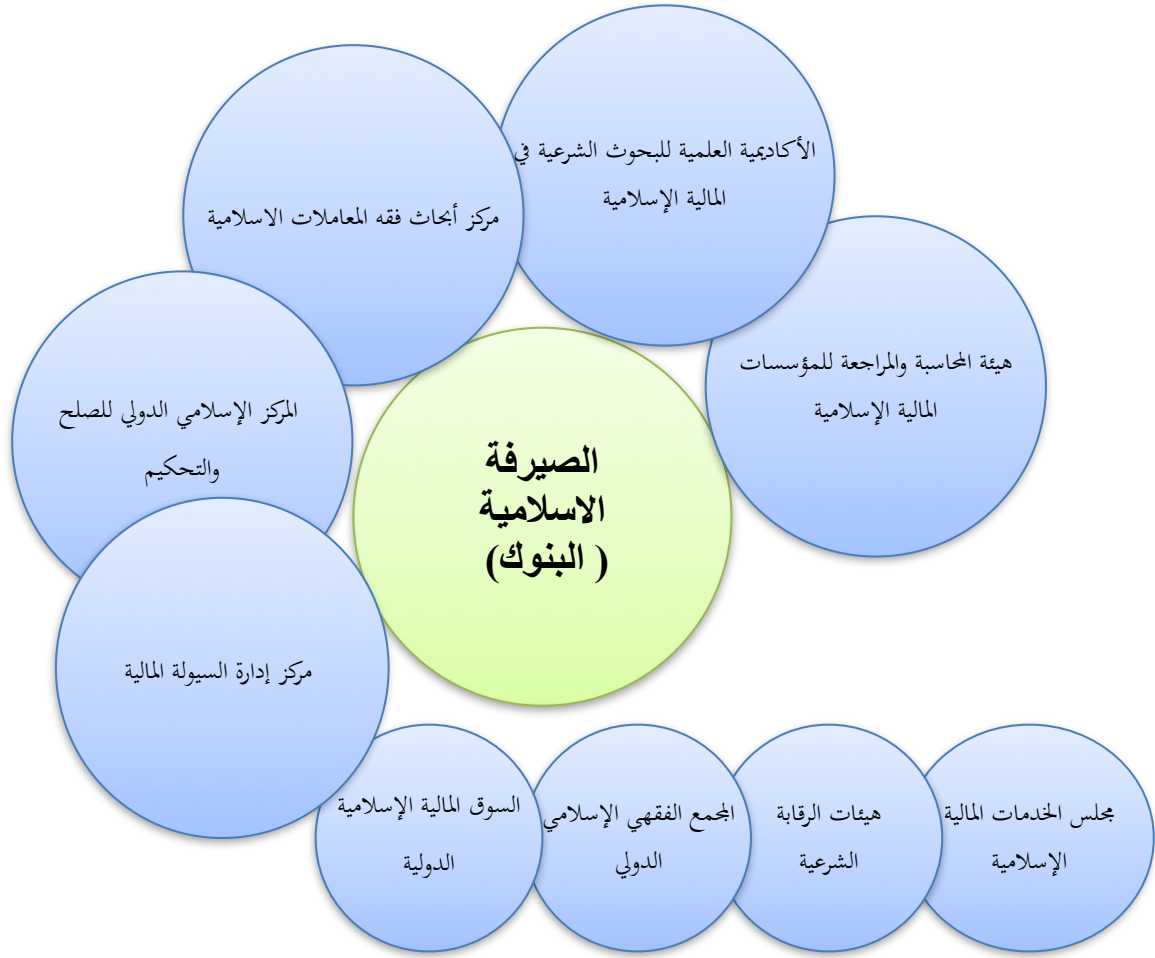 الأكاديمية العلمية للبحوث الشرعية في
المالية الإسلامية
مركز أبحاث فقه المعاملات الاسلامية
هيئة المحاسبة والمراجعة للمؤسسات
المالية الإسلامية
المركز الإسلامي الدولي للصلح
والتحكيم
الصيرفة
الاسلامية
( البنوك)
مركز إدارة السيولة المالية
مجلس الخدمات المالية
الإسلامية
هيئات الرقابة
الشرعية
المجمع الفقهي الإسلامي
الدولي
السوق المالية الإسلامية
الدولية